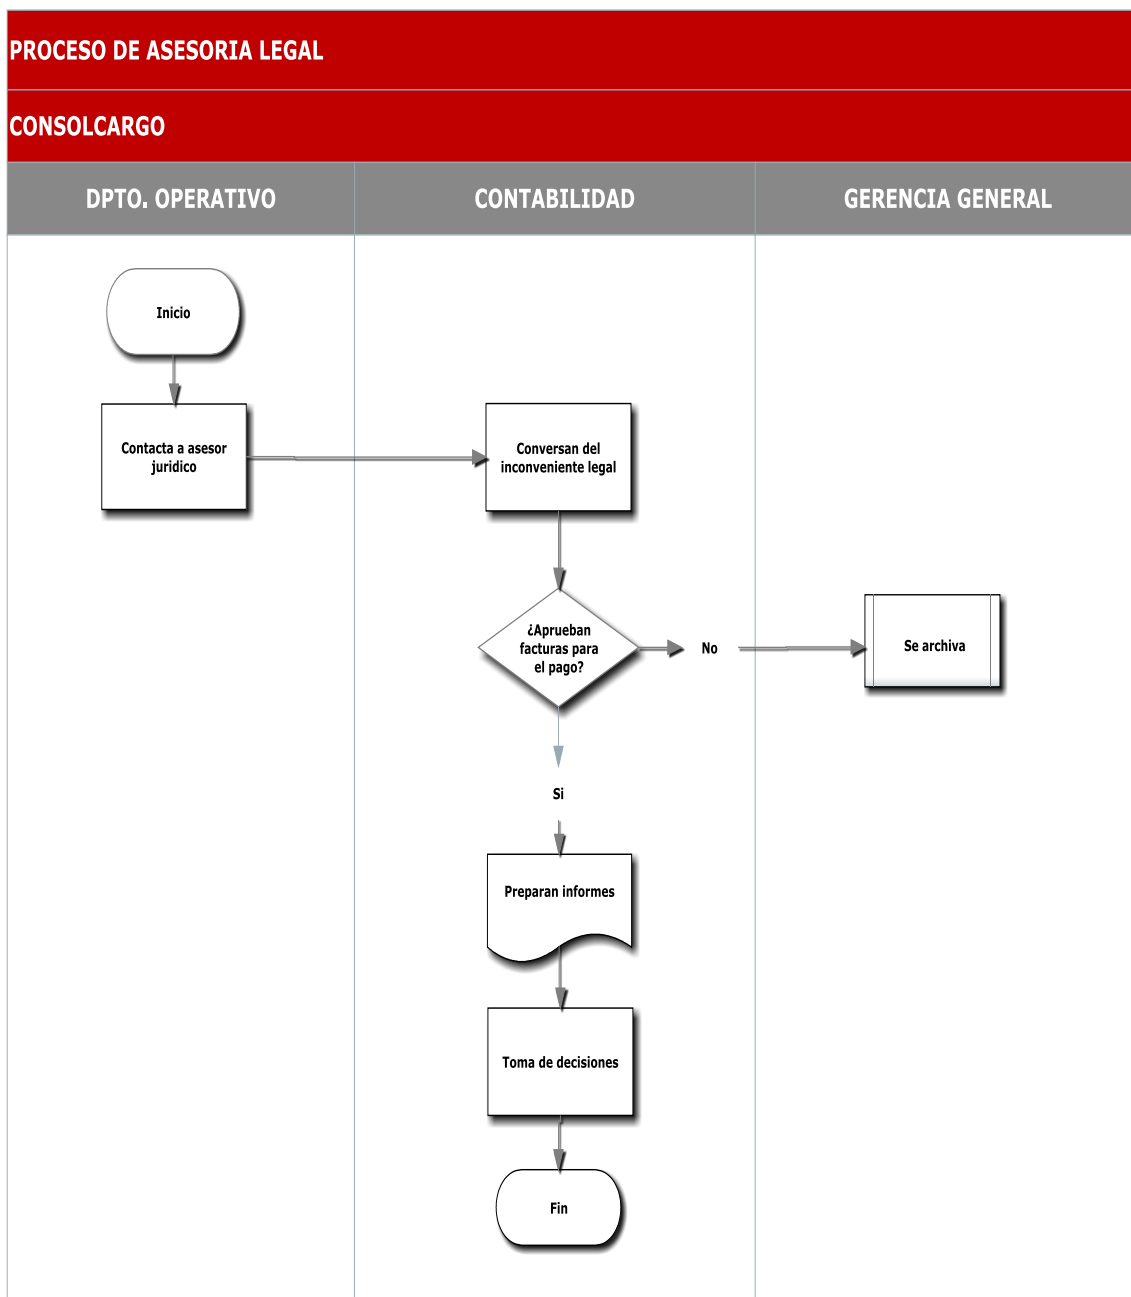 PROCESO DE ASESORIA LEGAL
CONSOLCARGO
DPTO. OPERATIVO
CONTABILIDAD
GERENCIA GENERAL
Inicio
Contacta a asesor
juridico
Conversan del
inconveniente legal
¿Aprueban
facturas para
el pago?
No
Se archiva
Si
Preparan informes
Toma de decisiones
Fin